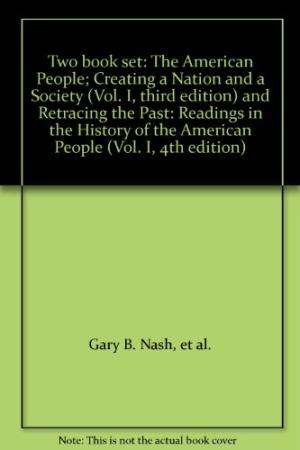 Two book set: The American
People; Creating a Nation and a
Society (Vol. I, third edition) and
Retracing the Past: Readings in
the History of the American
People (Vol. I, 4th edition)
Gary B. Nash, et al.
Note: This is not the actual book cover